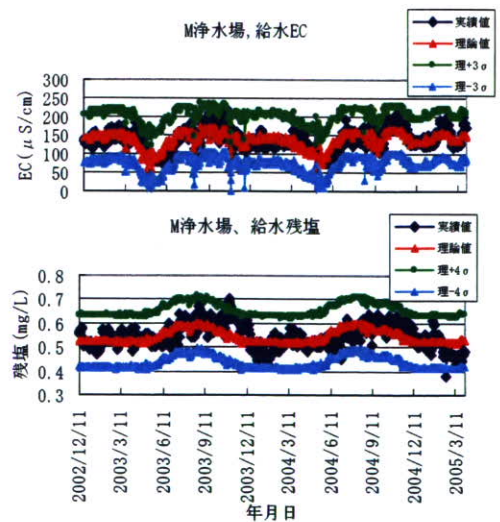 M浄水場,給水EC
実績値
理論値
理+3σ
理-3σ
EC(μS/cm)
300
250
200
150
100
50
0
M浄水場、給水残塩
実績値
理論値
理+4σ
理-4σ
残塩(mg/L)
0.8
0.7
0.6
0.5
0.4
0.3
2002/12/11
2003/3/11
2003/6/11
2003/9/11
2003/12/11
2004/3/11
2004/6/11
2004/9/11
2004/12/11
2005/3/11
年月日